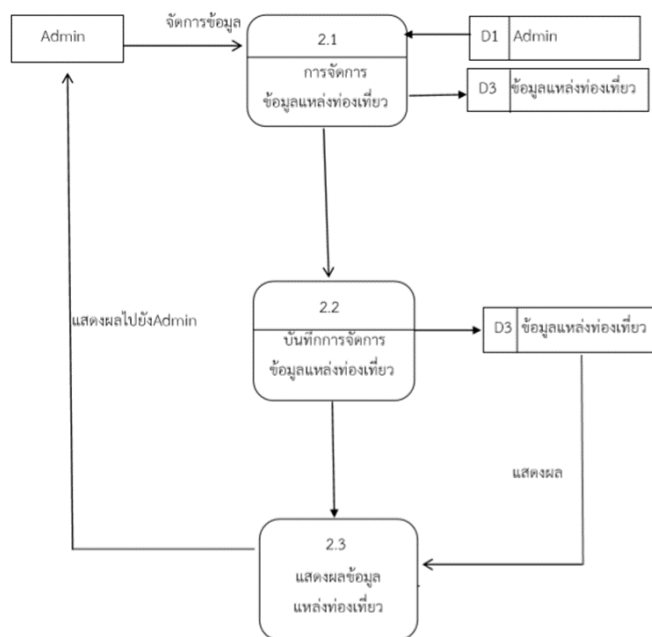 จัดการข้อมูล
Admin
2.1
D1 Admin
การจัดการ
ข้อมูลแหล่งท่องเที่ยว
D3 ข้อมูลแหล่งท่องเที่ยว
แสดงผลไปยังAdmin
2.2
บันทึกการจัดการ
ข้อมูลแหล่งท่องเที่ยว
D3 ข้อมูลแหล่งท่องเที่ยว
แสดงผล
2.3
แสดงผลข้อมูล
แหล่งท่องเที่ยว